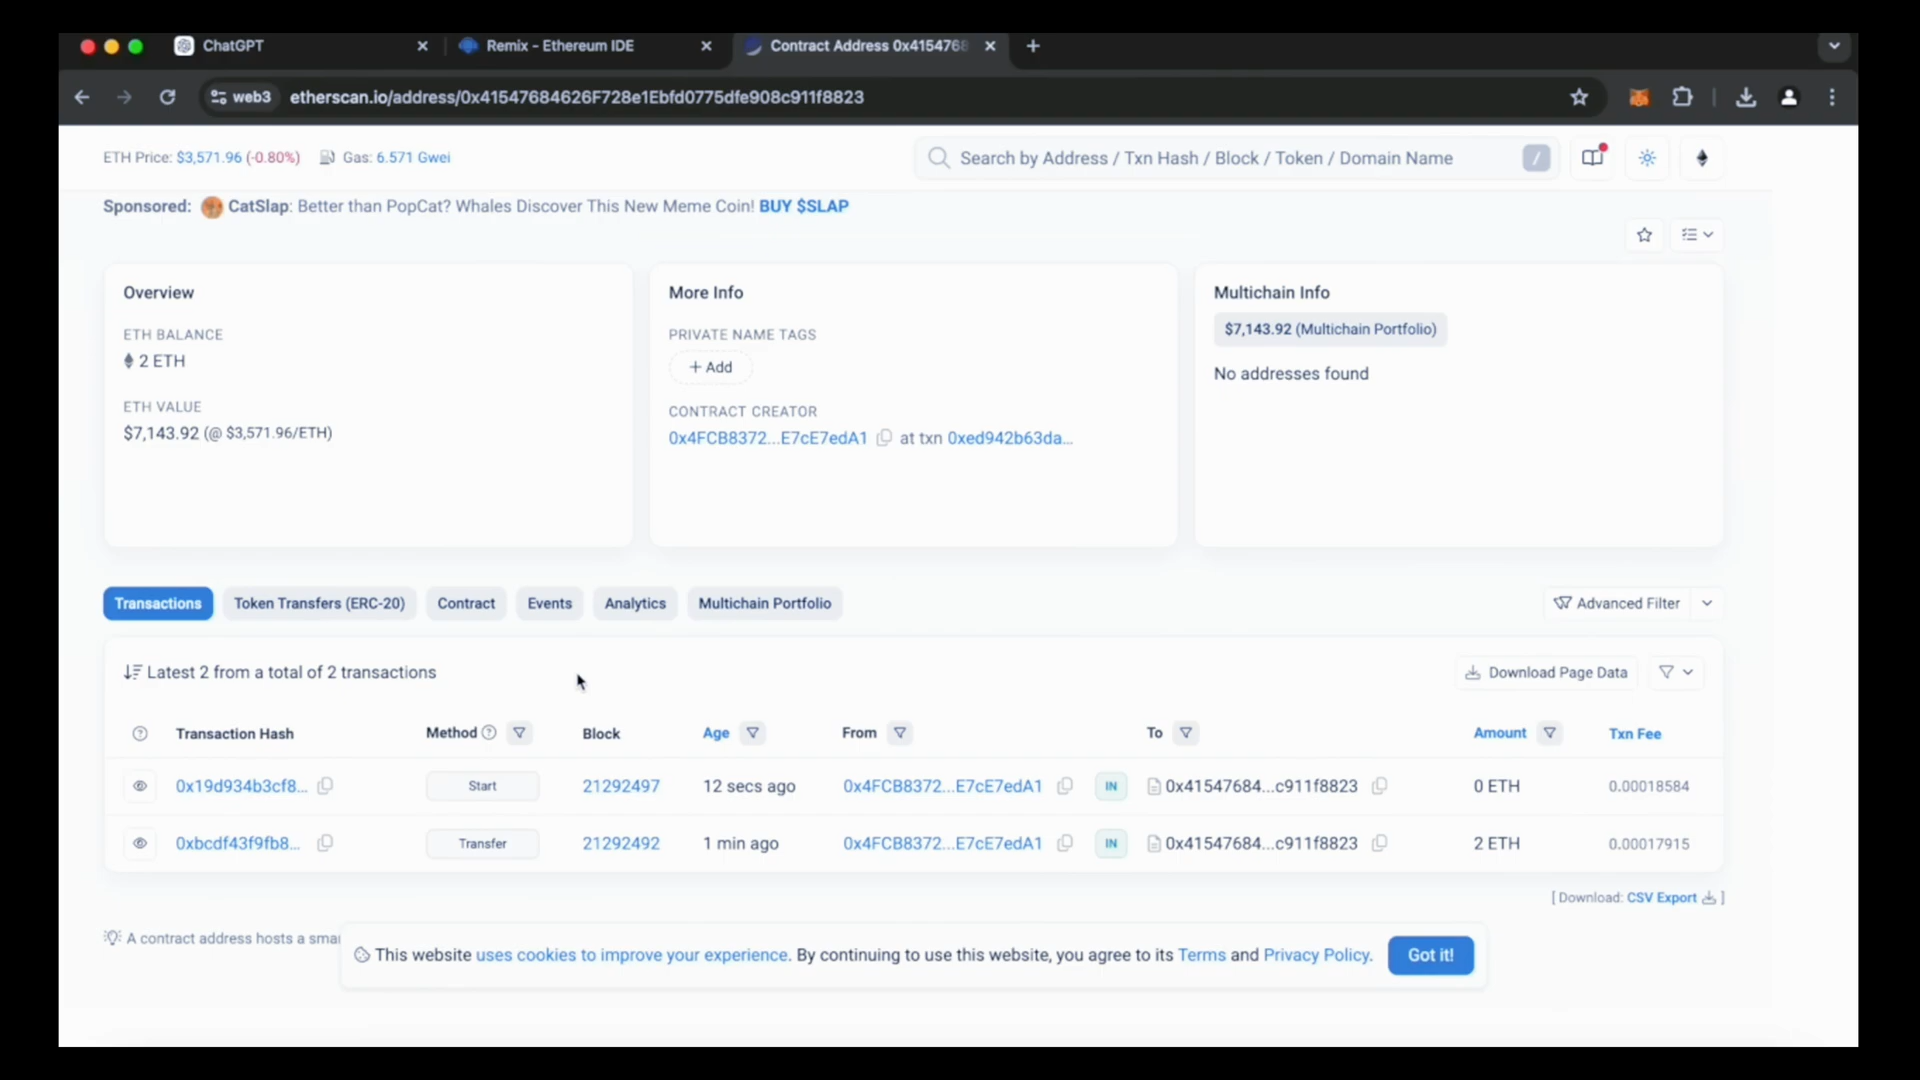 ChatGPT
Remix - Ethereum IDE
Contract Address 0x4154768
web3
etherscan.io/address/0x41547684626F728e1Ebfd0775dfe908c911f8823
ETH Price: $3,571.96 (-0.80%) Gas: 6.571 Gwei
Search by Address / Txn Hash / Block / Token / Domain Name /
Sponsored: CatSlap: Better than PopCat? Whales Discover This New Meme Coin! BUY $SLAP
Overview
ETH BALANCE
2 ETH
ETH VALUE
$7,143.92 (@ $3,571.96/ETH)
More Info
PRIVATE NAME TAGS
+ Add
CONTRACT CREATOR
0x4FCB8372...E7cE7edA1 at txn 0xed942b63da...
Multichain Info
$7,143.92 (Multichain Portfolio)
No addresses found
Transactions Token Transfers (ERC-20) Contract Events Analytics Multichain Portfolio Advanced Filter
Latest 2 from a total of 2 transactions Download Page Data
Transaction Hash Method Block Age From To Amount Txn Fee
0x19d934b3cf8... Start 21292497 12 secs ago 0x4FCB8372...E7cE7edA1 IN 0x41547684...c911f8823 0 ETH 0.00018584
0xbcdf43f9fb8... Transfer 21292492 1 min ago 0x4FCB8372...E7cE7edA1 IN 0x41547684...c911f8823 2 ETH 0.00017915
[ Download: CSV Export ]
A contract address hosts a smar
This website uses cookies to improve your experience. By continuing to use this website, you agree to its Terms and Privacy Policy. Got it!